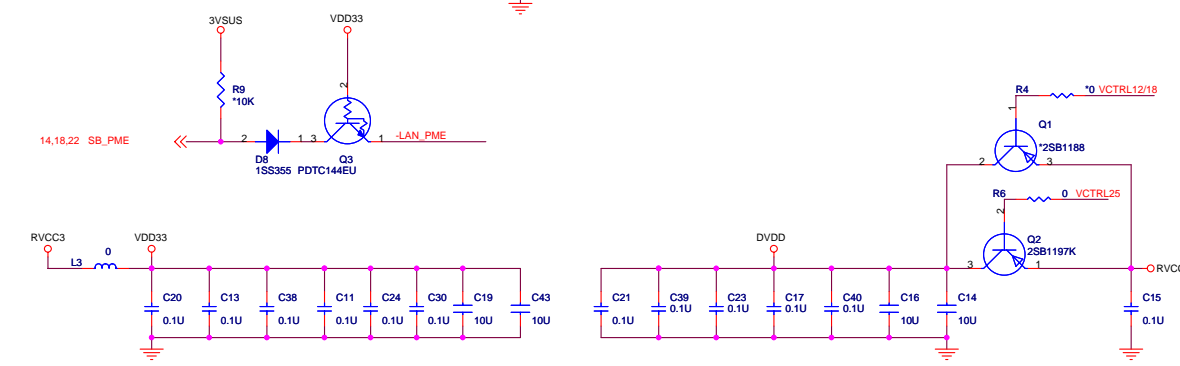 3VSUS
VDD33
2
R9
*10K
14,18,22 SB_PME
2
1
3
1
-LAN_PME
D8
1SS355
Q3
PDTC144EU
R4
*0
VCTRL12/18
1
Q1
*2SB1188
2
3
R6
0
VCTRL25
2
Q2
2SB1197K
3
1
RVCC3
L3
0
VDD33
DVDD
C20
0.1U
C13
0.1U
C38
0.1U
C11
0.1U
C24
0.1U
C30
0.1U
C19
10U
C43
10U
C21
0.1U
C39
0.1U
C23
0.1U
C17
0.1U
C40
0.1U
C16
10U
C14
10U
C15
0.1U